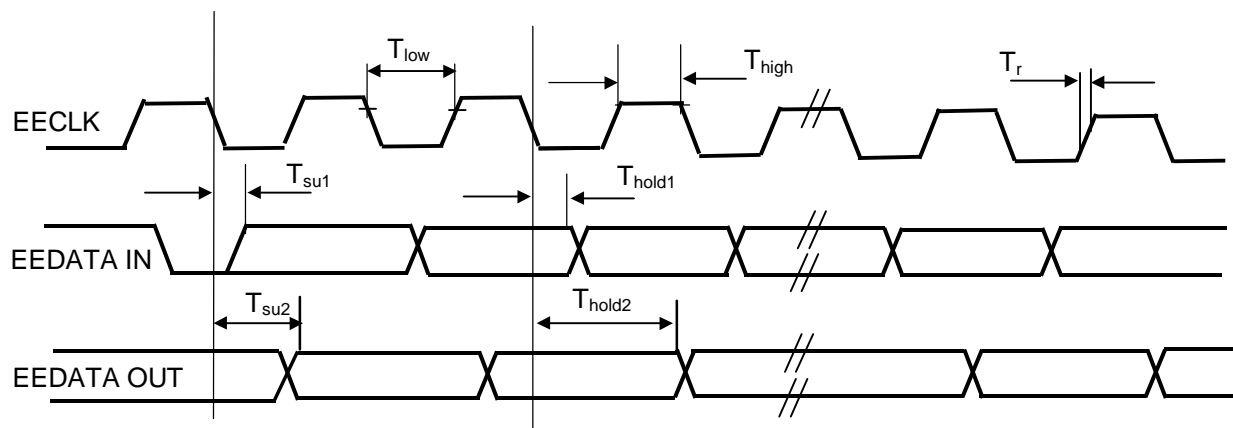 T_low
T_high
T_r
EECLK
T_su1
T_hold1
EEDATA IN
T_su2
T_hold2
EEDATA OUT